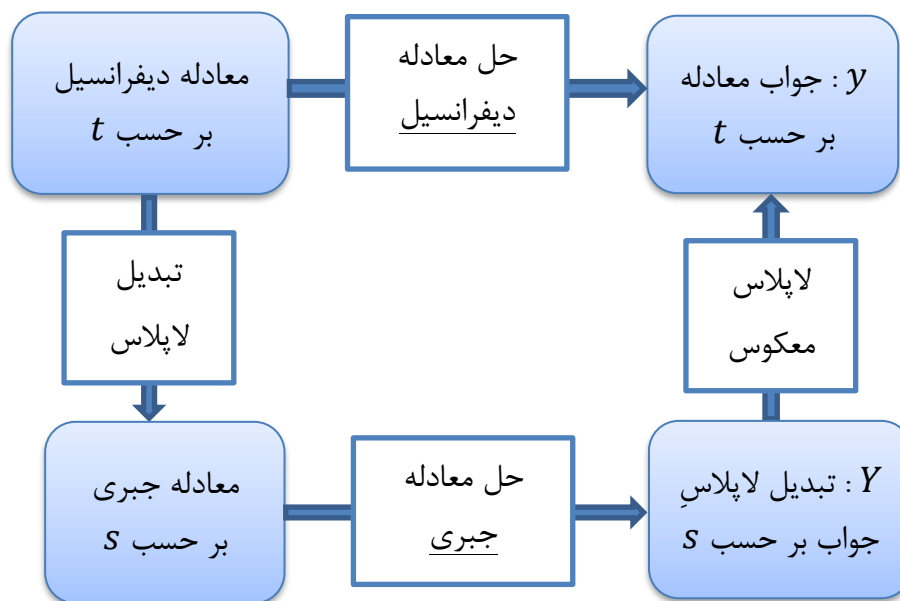 معادله دیفرانسیل
بر حسب t
حل معادله
دیفرانسیل
y : جواب معادله
بر حسب t
تبدیل
لاپلاس
لاپلاس
معکوس
معادله جبری
بر حسب s
حل معادله
جبری
Y : تبدیل لاپلاسِ
جواب بر حسب s